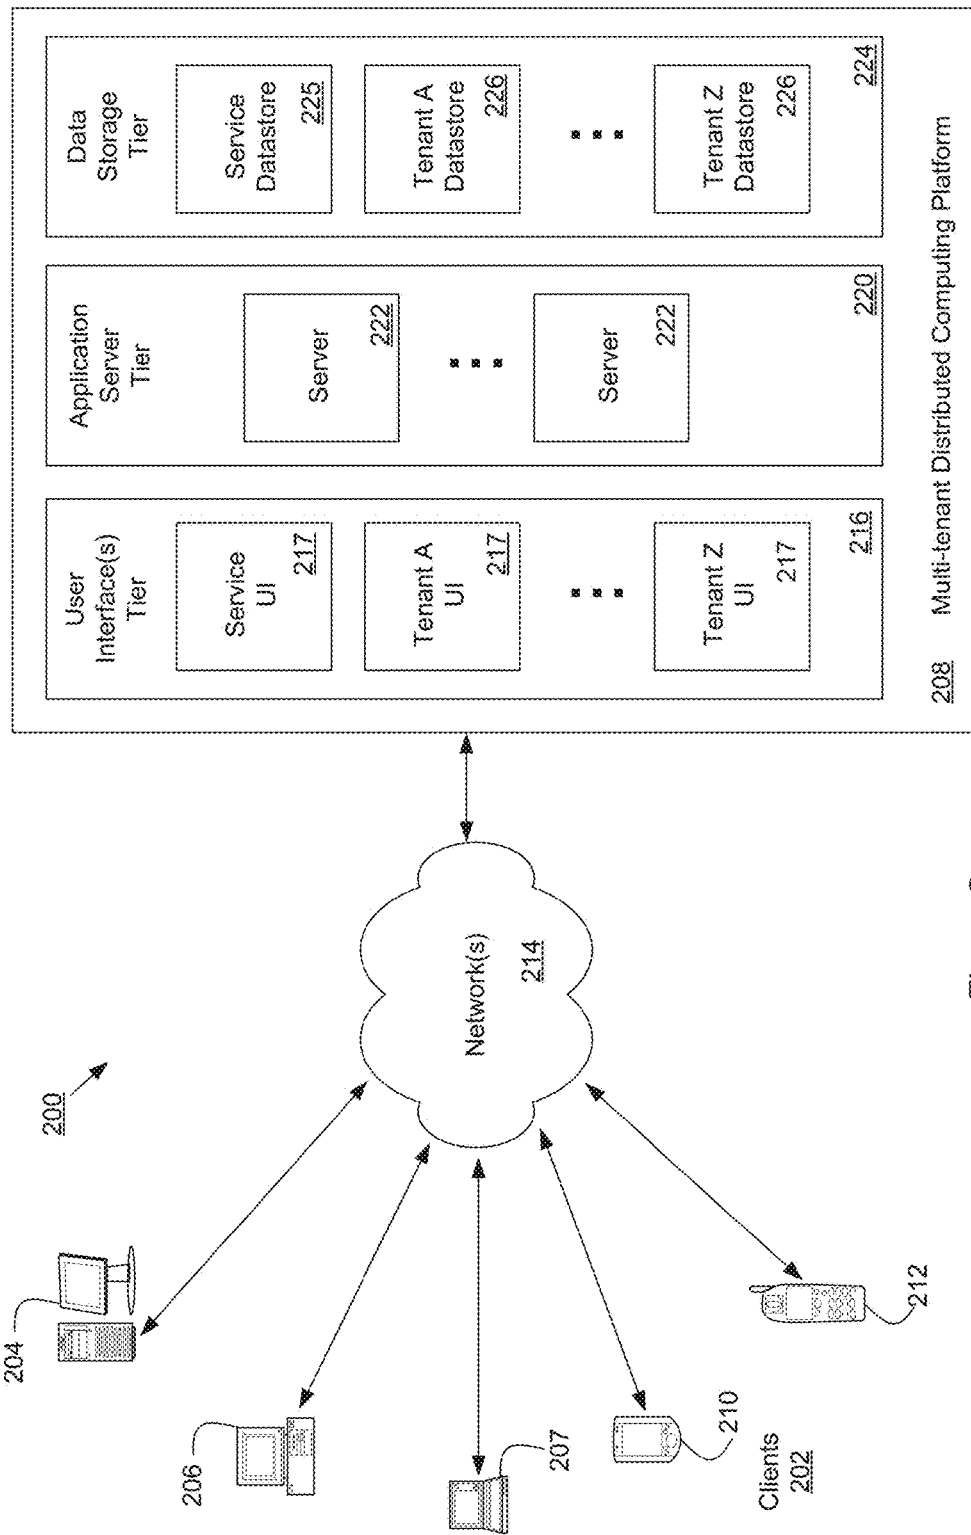 200
204
206
207
210
212
Clients
202
Network(s)
214
User
Interface(s)
Tier
Service
UI
217
Tenant A
UI
217
Tenant Z
UI
217
216
Application
Server
Tier
Server
222
Server
222
220
Data
Storage
Tier
Service
Datastore
225
Tenant A
Datastore
226
Tenant Z
Datastore
226
224
208 Multi-tenant Distributed Computing Platform